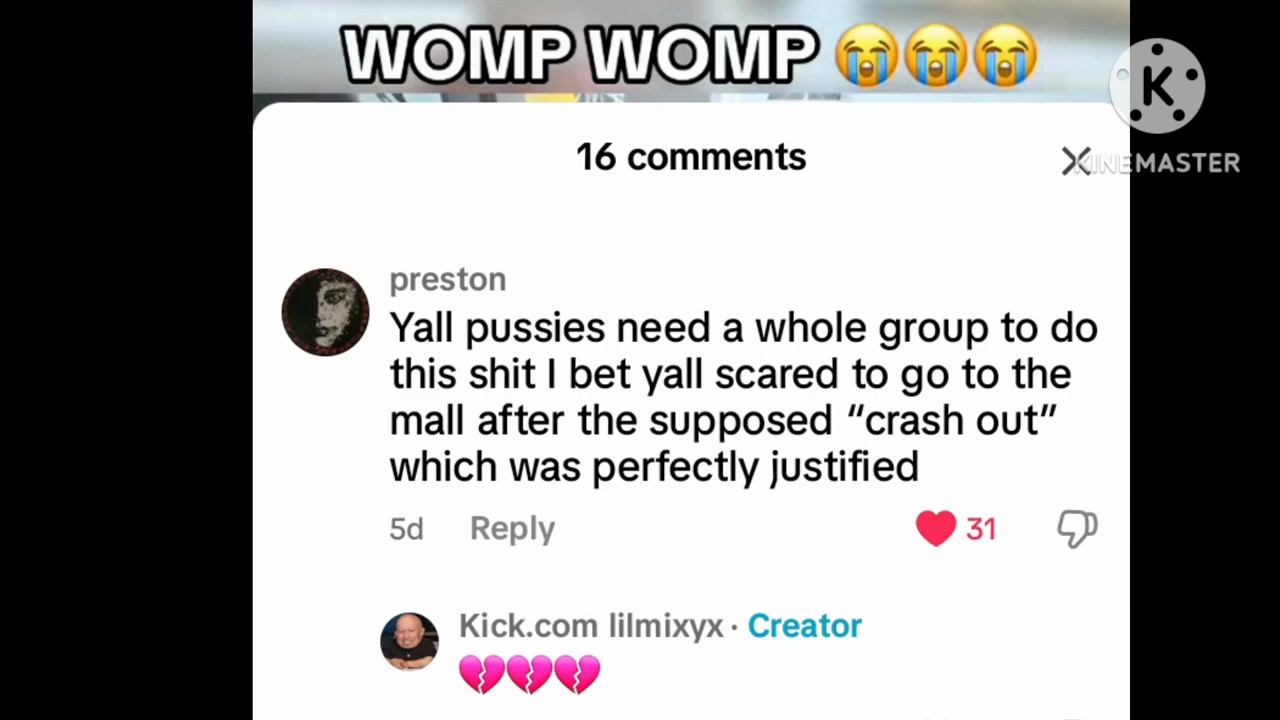 WOMP WOMP 😭😭😭
K
KINEMASTER
16 comments
preston
Yall pussies need a whole group to do
this shit I bet yall scared to go to the
mall after the supposed “crash out”
which was perfectly justified
5d Reply 31
Kick.com lilmixyx · Creator
💔💔💔